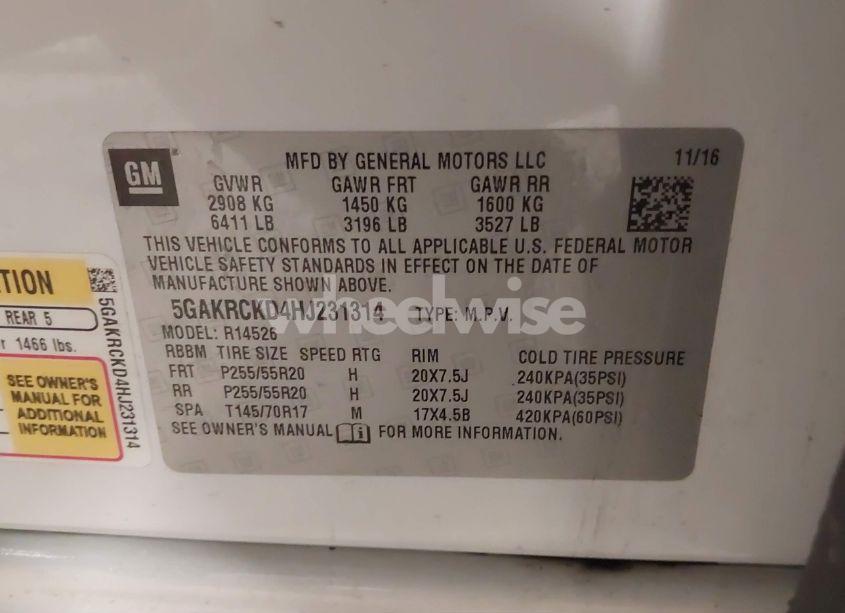 GM
MFD BY GENERAL MOTORS LLC 11/16
GVWR GAWR FRT GAWR RR
2908 KG 1450 KG 1600 KG
6411 LB 3196 LB 3527 LB
THIS VEHICLE CONFORMS TO ALL APPLICABLE U.S. FEDERAL MOTOR
VEHICLE SAFETY STANDARDS IN EFFECT ON THE DATE OF
MANUFACTURE SHOWN ABOVE.
5GAKRCKD4HJ231314 TYPE: M.P.V.
MODEL: R14526
RBBM TIRE SIZE SPEED RTG RIM COLD TIRE PRESSURE
FRT P255/55R20 H 20X7.5J 240KPA(35PSI)
RR P255/55R20 H 20X7.5J 240KPA(35PSI)
SPA T145/70R17 M 17X4.5B 420KPA(60PSI)
SEE OWNER'S MANUAL FOR MORE INFORMATION.
wheelwise
REAR 5
1466 lbs.
SEE OWNER'S
MANUAL FOR
ADDITIONAL
INFORMATION
5GAKRCKD4HJ231314